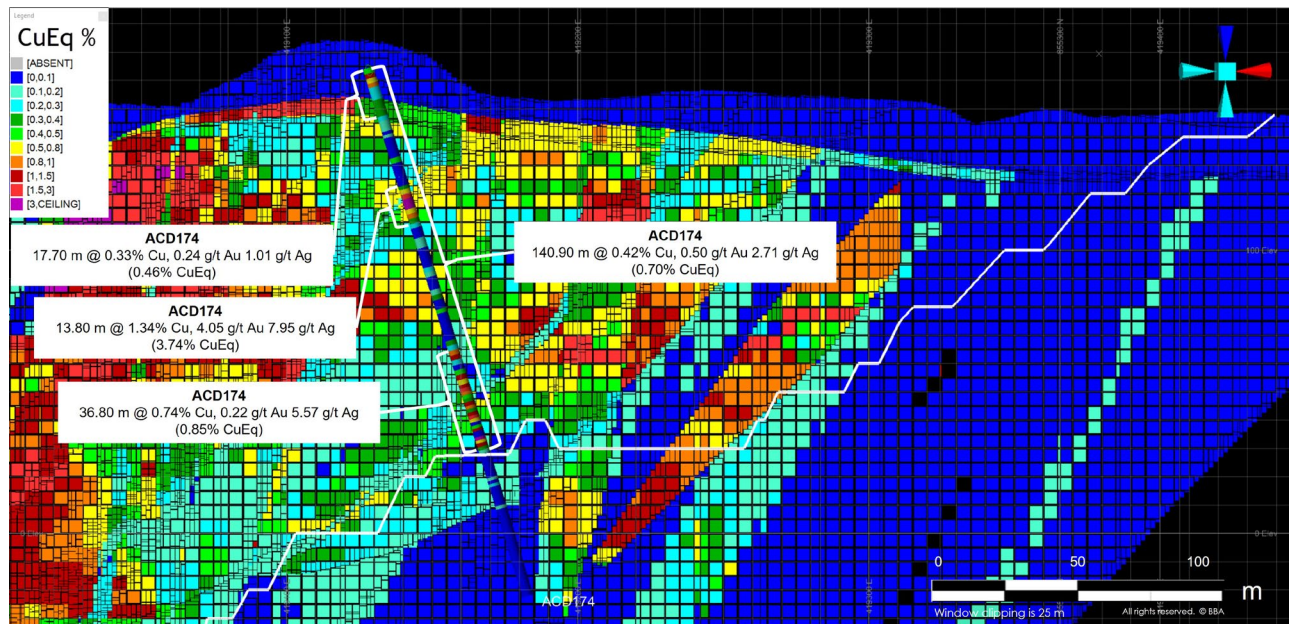 Legend
CuEq %
[ABSENT]
[0,0.1]
[0.1,0.2]
[0.2,0.3]
[0.3,0.4]
[0.4,0.5]
[0.5,0.8]
[0.8,1]
[1,1.5]
[1.5,3]
[3,CEILING]
419100 E
419200 E
ACD174
17.70 m @ 0.33% Cu, 0.24 g/t Au 1.01 g/t Ag
(0.46% CuEq)
ACD174
140.90 m @ 0.42% Cu, 0.50 g/t Au 2.71 g/t Ag
(0.70% CuEq)
100 Elev
ACD174
13.80 m @ 1.34% Cu, 4.05 g/t Au 7.95 g/t Ag
(3.74% CuEq)
ACD174
36.80 m @ 0.74% Cu, 0.22 g/t Au 5.57 g/t Ag
(0.85% CuEq)
0 Elev
ACD174
0
50
100
m
Window clipping is 25 m
All rights reserved. © BBA